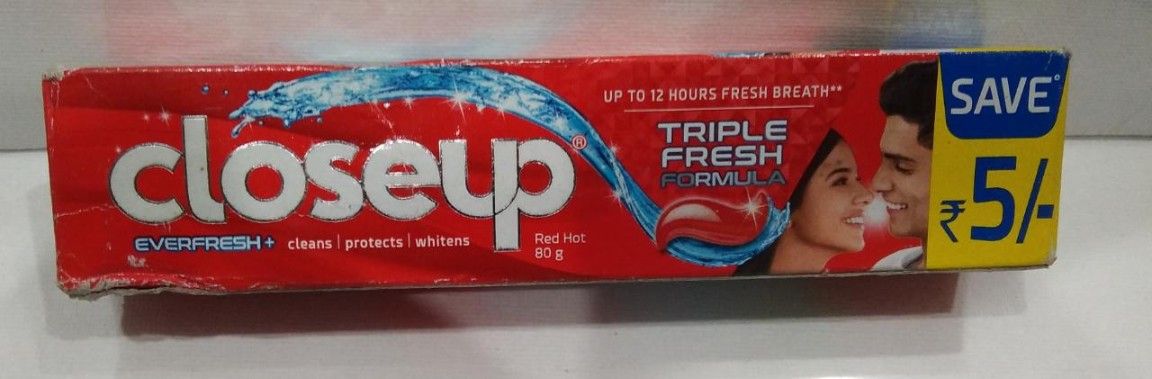 closeup®
EVERFRESH+ cleans | protects | whitens
Red Hot
80 g
UP TO 12 HOURS FRESH BREATH**
TRIPLE
FRESH
FORMULA
SAVE°
₹5/-